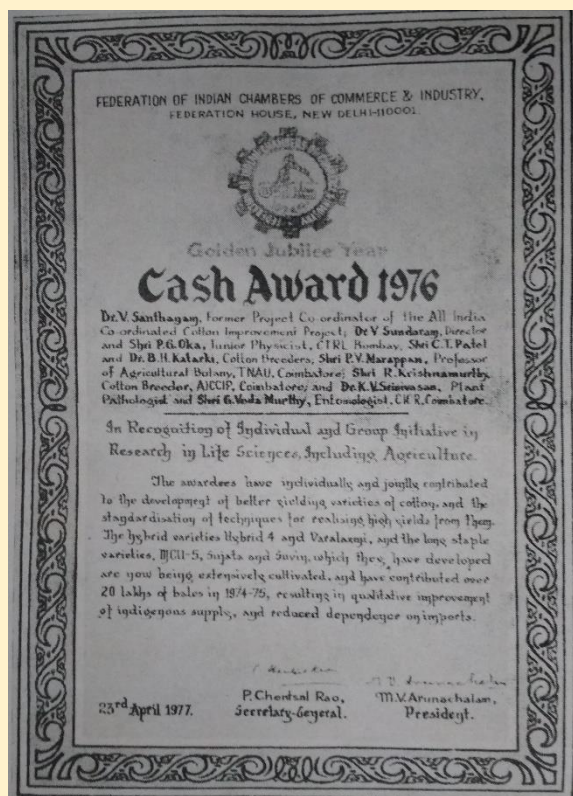 FEDERATION OF INDIAN CHAMBERS OF COMMERCE & INDUSTRY,
FEDERATION HOUSE, NEW DELHI-110001.
Golden Jubilee Year
Cash Award 1976
Dr. V. Santhanam, former Project Co-ordinator of the All India
Co-ordinated Cotton Improvement Project; Dr V Sundaram, Director
and Shri P.G. Oka, Junior Physicist, CTRL Bombay, Shri C.T. Patel
and Dr. B.H. Katarki, Cotton Breeders, Shri P.V. Marappan, Professor
of Agricultural Botany, TNAU, Coimbatore; Shri R. Krishnamurthy
Cotton Breeder, AICCIP, Coimbatore; and Dr. K.V. Srinivasan, Plant
Pathologist and Shri G. Veda Murthy, Entomologist, CICR, Coimbatore.
In Recognition of Individual and Group Initiative in
Research in Life Sciences, Including Agriculture.
The awardees have individually and jointly contributed
to the development of better yielding varieties of cotton, and the
standardisation of techniques for realising high yields from them.
The hybrid varieties Hybrid 4 and Varalaxmi, and the long staple
varieties, MCU-5, Sujata and Suvin, which they have developed
are now being extensively cultivated, and have contributed over
20 lakhs of bales in 1974-75, resulting in qualitative improvement
of indigenous supply, and reduced dependence on imports.
23rd April 1977.
P. Chentsal Rao,
Secretary-General.
M.V. Arunachalam,
President.